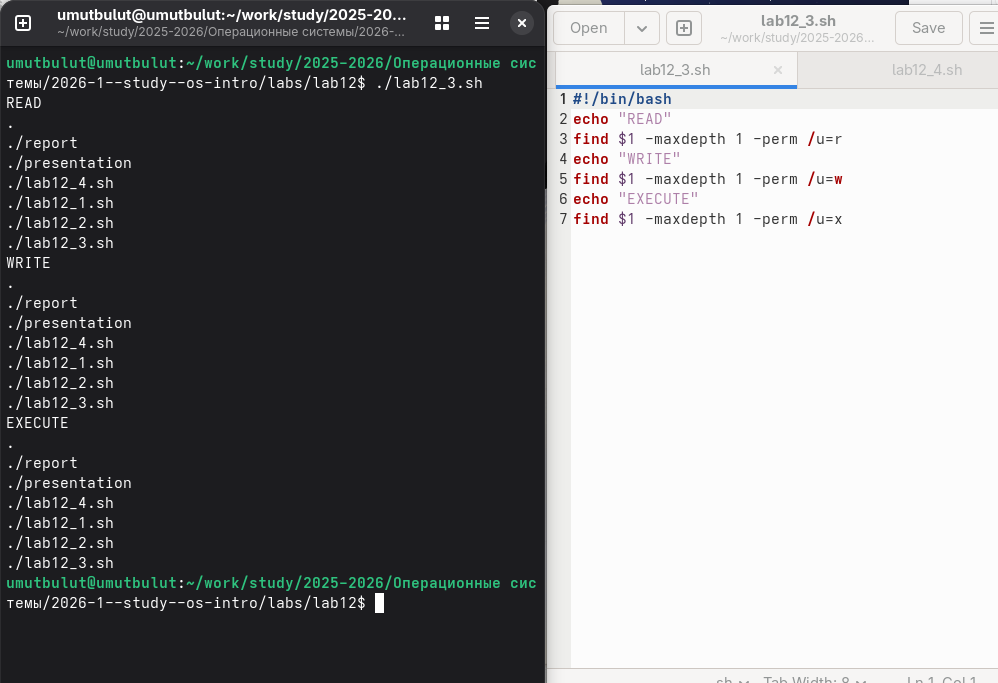 umutbulut@umutbulut:~/work/study/2025-20...
~/work/study/2025-2026/Операционные системы/2026-...
umutbulut@umutbulut:~/work/study/2025-2026/Операционные сис
темы/2026-1--study--os-intro/labs/lab12$ ./lab12_3.sh
READ
.
./report
./presentation
./lab12_4.sh
./lab12_1.sh
./lab12_2.sh
./lab12_3.sh
WRITE
.
./report
./presentation
./lab12_4.sh
./lab12_1.sh
./lab12_2.sh
./lab12_3.sh
EXECUTE
.
./report
./presentation
./lab12_4.sh
./lab12_1.sh
./lab12_2.sh
./lab12_3.sh
umutbulut@umutbulut:~/work/study/2025-2026/Операционные сис
темы/2026-1--study--os-intro/labs/lab12$
Open
lab12_3.sh
~/work/study/2025-2026...
Save
lab12_3.sh
lab12_4.sh
1 #!/bin/bash
2 echo "READ"
3 find $1 -maxdepth 1 -perm /u=r
4 echo "WRITE"
5 find $1 -maxdepth 1 -perm /u=w
6 echo "EXECUTE"
7 find $1 -maxdepth 1 -perm /u=x
sh Tab Width: 8 Ln 1, Col 1